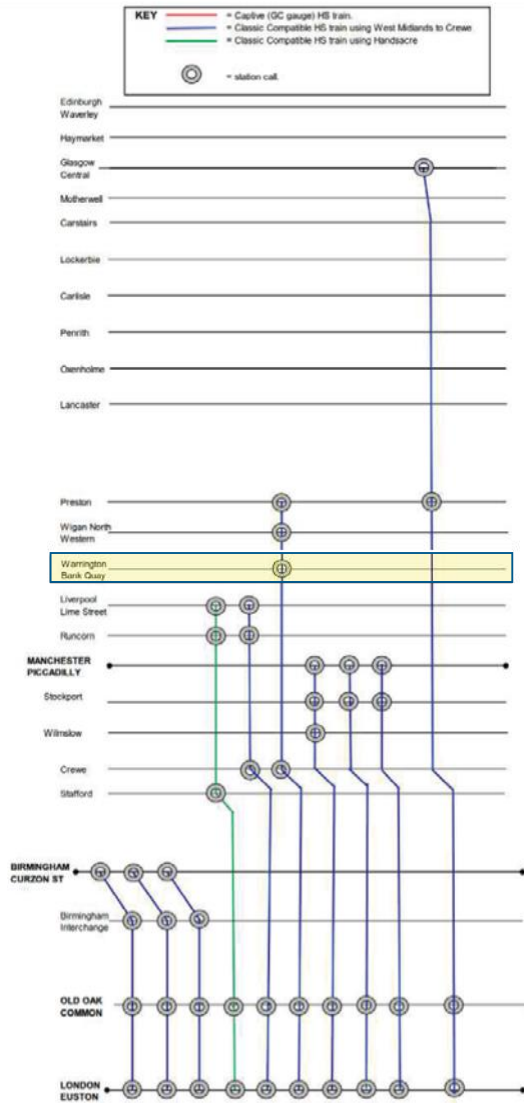 KEY
= Captive (GC gauge) HS train.
= Classic Compatible HS train using West Midlands to Crewe
= Classic Compatible HS train using Handsacre
= station call.
Edinburgh
Waverley
Haymarket
Glasgow
Central
Motherwell
Carstairs
Lockerbie
Carlisle
Penrith
Oxenholme
Lancaster
Preston
Wigan North
Western
Warrington
Bank Quay
Liverpool
Lime Street
Runcorn
MANCHESTER
PICCADILLY
Stockport
Wilmslow
Crewe
Stafford
BIRMINGHAM
CURZON ST
Birmingham
Interchange
OLD OAK
COMMON
LONDON
EUSTON